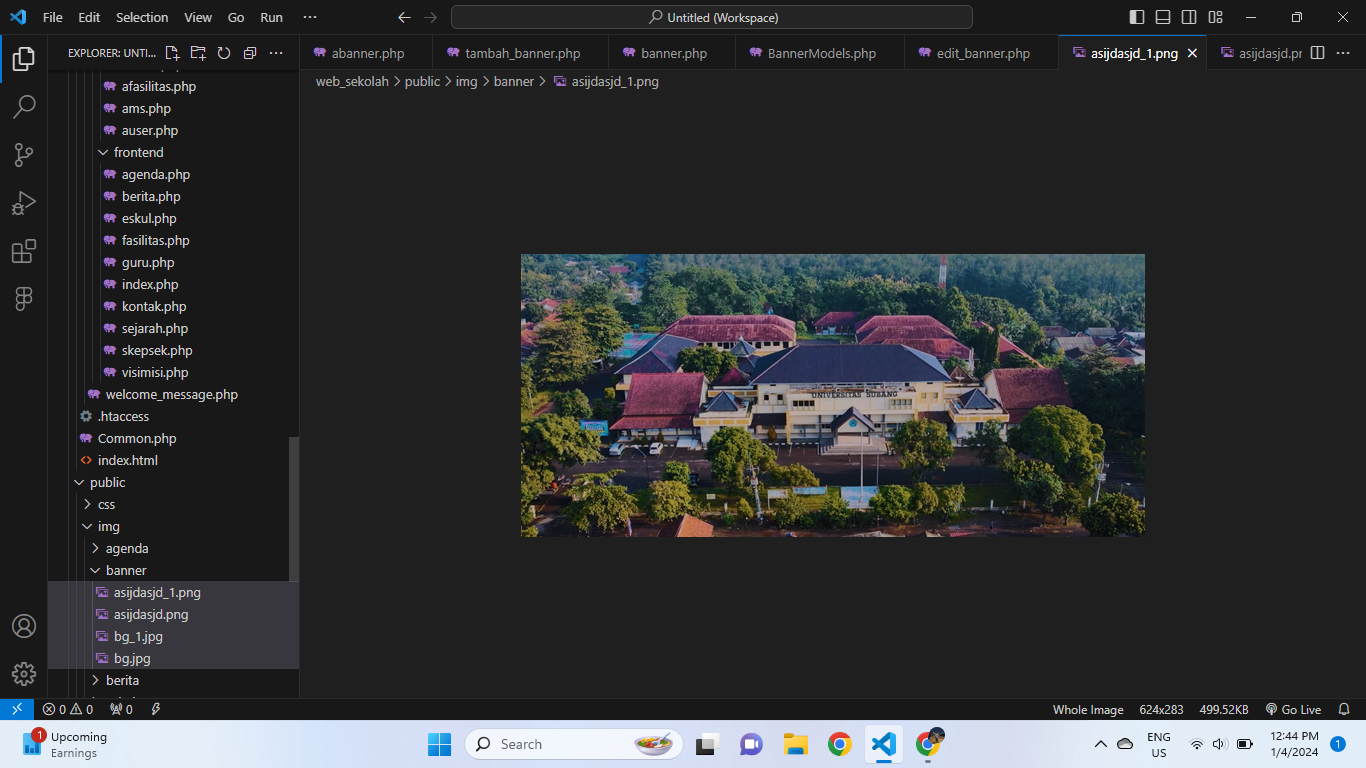 File Edit Selection View Go Run ···
Untitled (Workspace)
EXPLORER: UNTI... ···
abanner.php
tambah_banner.php
banner.php
BannerModels.php
edit_banner.php
asijdasjd_1.png
asijdasjd.pr
···
web_sekolah > public > img > banner > asijdasjd_1.png
afasilitas.php
ams.php
auser.php
frontend
agenda.php
berita.php
eskul.php
fasilitas.php
guru.php
index.php
kontak.php
sejarah.php
skepsek.php
visimisi.php
welcome_message.php
.htaccess
Common.php
index.html
public
css
img
agenda
banner
asijdasjd_1.png
asijdasjd.png
bg_1.jpg
bg.jpg
berita
UNIVERSITAS SUBANG
0 0 0
Whole Image 624x283 499.52KB Go Live
1
Upcoming
Earnings
Search
ENG
US
12:44 PM
1/4/2024
1